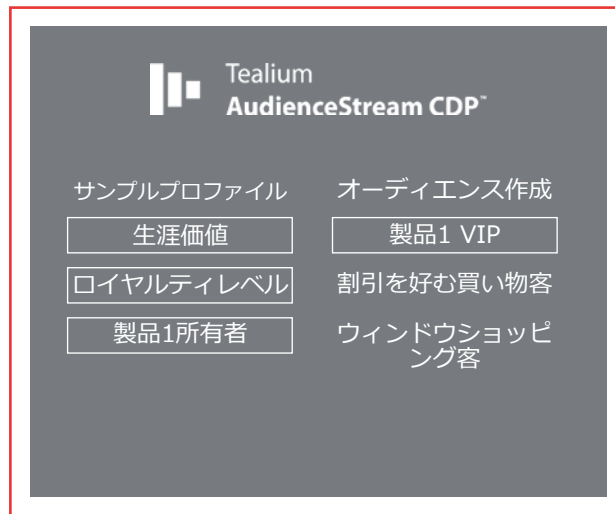 Tealium
AudienceStream CDP™
サンプルプロファイル
生涯価値
ロイヤルティレベル
製品1所有者
オーディエンス作成
製品1 VIP
割引を好む買い物客
ウィンドウショッピ
ング客